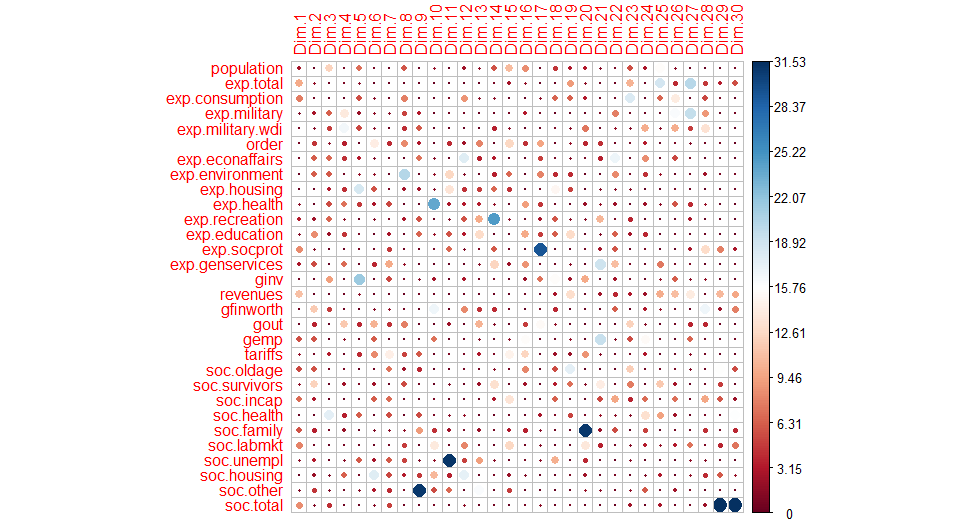 Dim.1
Dim.2
Dim.3
Dim.4
Dim.5
Dim.6
Dim.7
Dim.8
Dim.9
Dim.10
Dim.11
Dim.12
Dim.13
Dim.14
Dim.15
Dim.16
Dim.17
Dim.18
Dim.19
Dim.20
Dim.21
Dim.22
Dim.23
Dim.24
Dim.25
Dim.26
Dim.27
Dim.28
Dim.29
Dim.30
population
exp.total
exp.consumption
exp.military
exp.military.wdi
order
exp.econaffairs
exp.environment
exp.housing
exp.health
exp.recreation
exp.education
exp.socprot
exp.genservices
ginv
revenues
gfinworth
gout
gemp
tariffs
soc.oldage
soc.survivors
soc.incap
soc.health
soc.family
soc.labmkt
soc.unempl
soc.housing
soc.other
soc.total
31.53
28.37
25.22
22.07
18.92
15.76
12.61
9.46
6.31
3.15
0